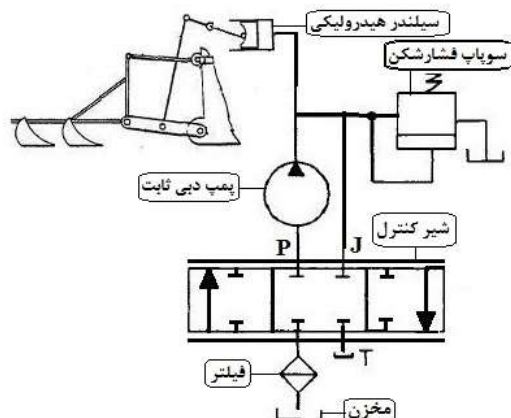 سیلندر هیدرولیکی
سوپاپ فشارشکن
پمپ دبی ثابت
شیر کنترل
P
J
T
فیلتر
مخزن